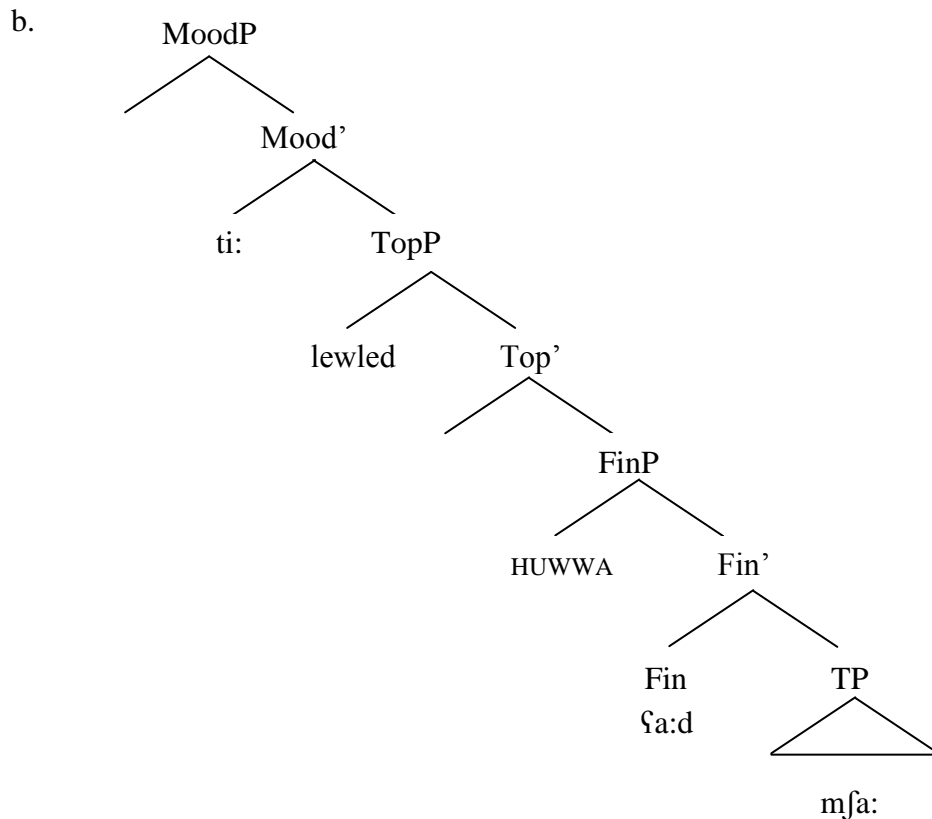 b.
MoodP
Mood’
ti: TopP
lewled Top’
FinP
HUWWA Fin’
Fin TP
ʕa:d
mʃa: